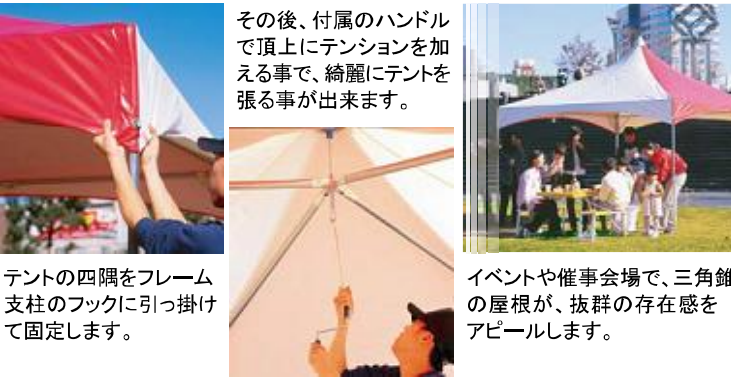 テントの四隅をフレーム
支柱のフックに引っ掛け
て固定します。
その後、付属のハンドル
で頂上にテンションを加
える事で、綺麗にテントを
張る事が出来ます。
イベントや催事会場で、三角錐
の屋根が、抜群の存在感を
アピールします。